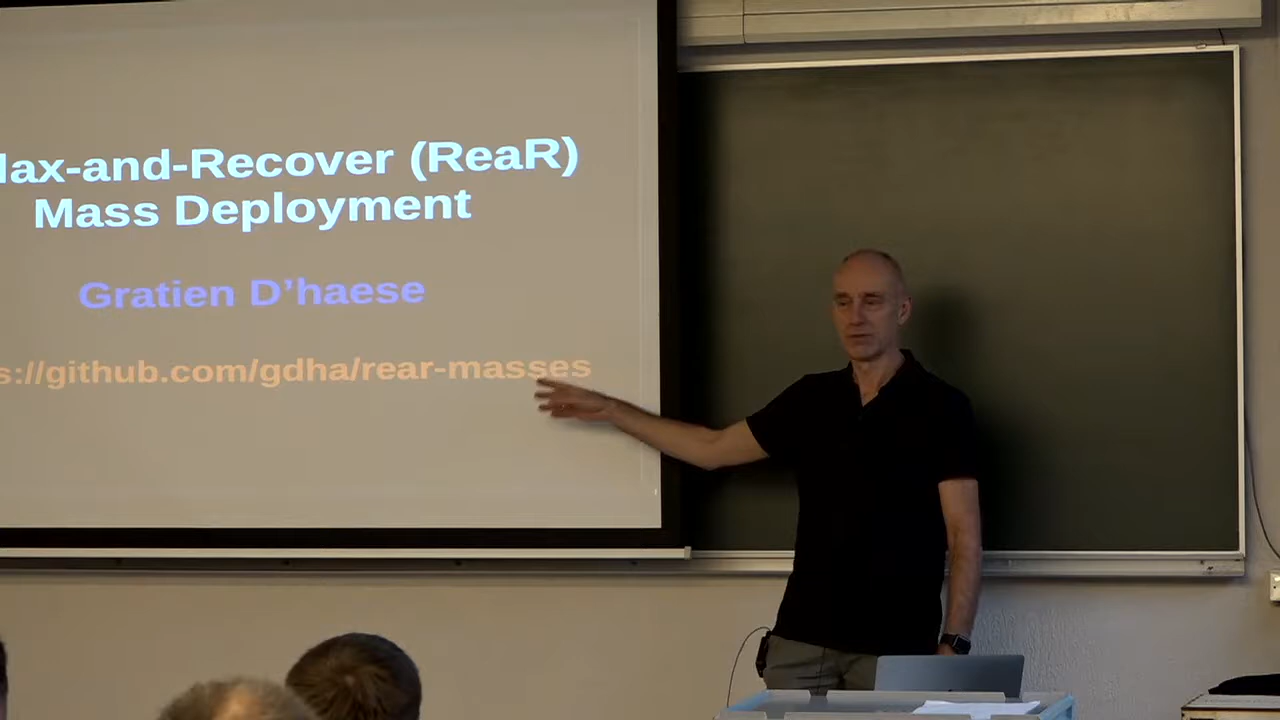 lax-and-Recover (ReaR)
Mass Deployment
Gratien D’haese
s://github.com/gdha/rear-masses